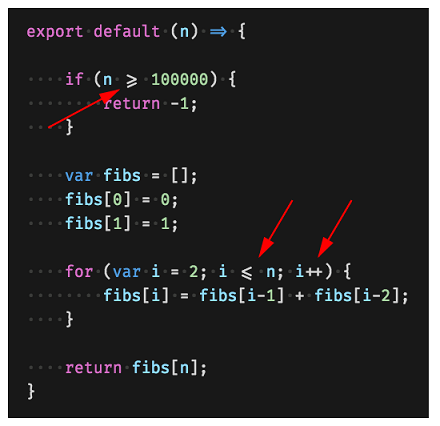 export default (n) => {
if (n >= 100000) {
return -1;
}
var fibs = [];
fibs[0] = 0;
fibs[1] = 1;
for (var i = 2; i <= n; i++) {
fibs[i] = fibs[i-1] + fibs[i-2];
}
return fibs[n];
}